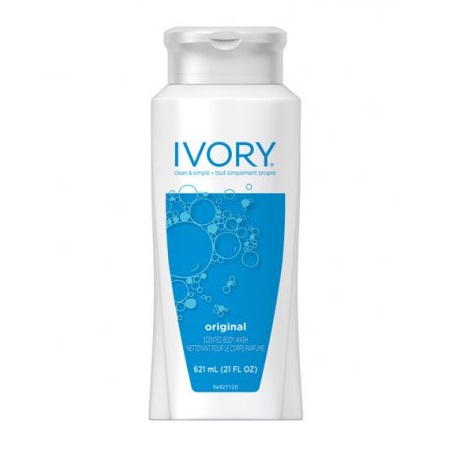 IVORY®
clean & simple • tout simplement propre
original
SCENTED BODY WASH
NETTOYANT POUR LE CORPS PARFUMÉ
621 mL (21 FL OZ)
96927120